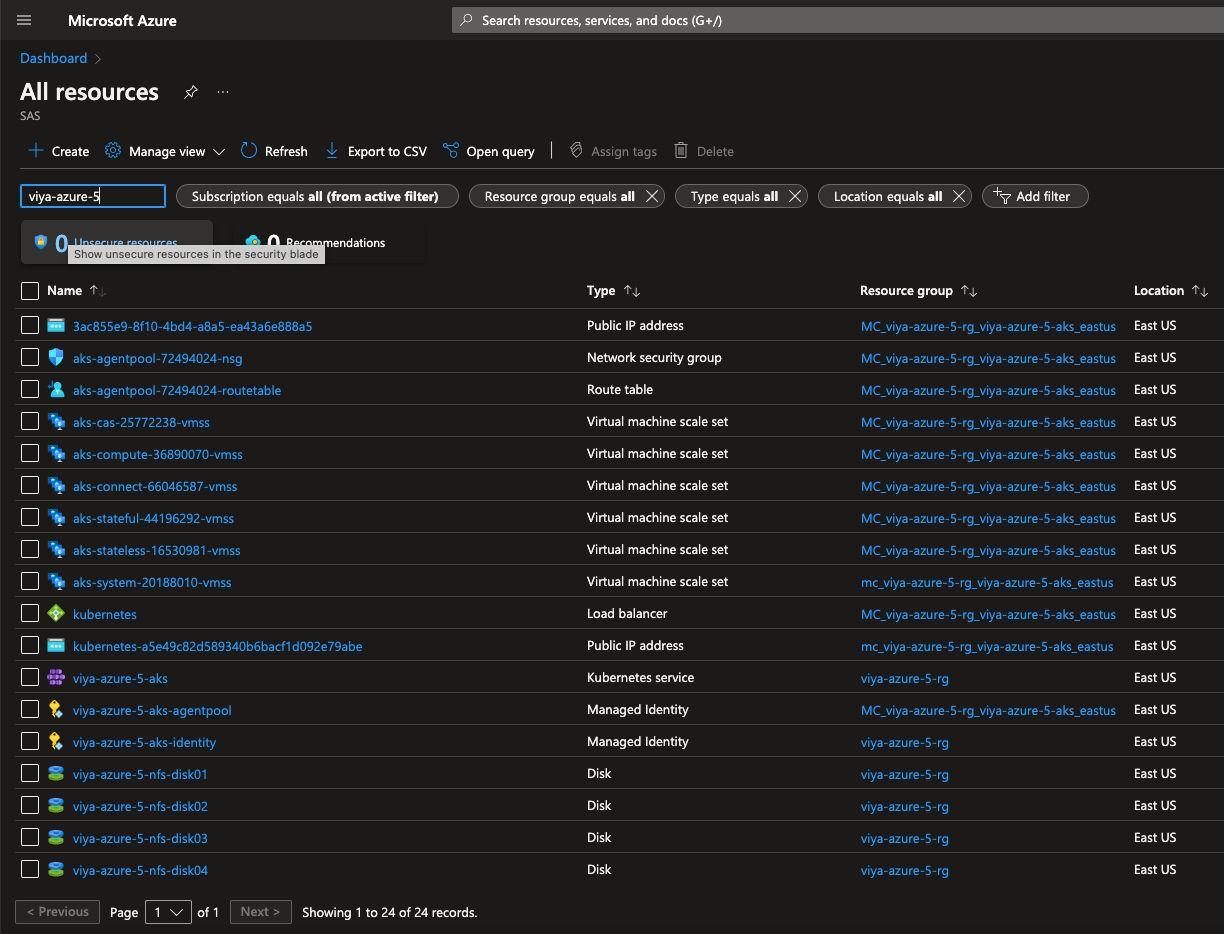 Microsoft Azure
Search resources, services, and docs (G+/)
Dashboard >
All resources ...
SAS
Create Manage view Refresh Export to CSV Open query Assign tags Delete
viya-azure-5 Subscription equals all (from active filter) Resource group equals all Type equals all Location equals all Add filter
0 Unsecure resources 0 Recommendations
Show unsecure resources in the security blade
Name Type Resource group Location
3ac855e9-8f10-4bd4-a8a5-ea43a6e888a5 Public IP address MC_viya-azure-5-rg_viya-azure-5-aks_eastus East US
aks-agentpool-72494024-nsg Network security group MC_viya-azure-5-rg_viya-azure-5-aks_eastus East US
aks-agentpool-72494024-routetable Route table MC_viya-azure-5-rg_viya-azure-5-aks_eastus East US
aks-cas-25772238-vmss Virtual machine scale set MC_viya-azure-5-rg_viya-azure-5-aks_eastus East US
aks-compute-36890070-vmss Virtual machine scale set MC_viya-azure-5-rg_viya-azure-5-aks_eastus East US
aks-connect-66046587-vmss Virtual machine scale set MC_viya-azure-5-rg_viya-azure-5-aks_eastus East US
aks-stateful-44196292-vmss Virtual machine scale set MC_viya-azure-5-rg_viya-azure-5-aks_eastus East US
aks-stateless-16530981-vmss Virtual machine scale set MC_viya-azure-5-rg_viya-azure-5-aks_eastus East US
aks-system-20188010-vmss Virtual machine scale set mc_viya-azure-5-rg_viya-azure-5-aks_eastus East US
kubernetes Load balancer MC_viya-azure-5-rg_viya-azure-5-aks_eastus East US
kubernetes-a5e49c82d589340b6bacf1d092e79abe Public IP address mc_viya-azure-5-rg_viya-azure-5-aks_eastus East US
viya-azure-5-aks Kubernetes service viya-azure-5-rg East US
viya-azure-5-aks-agentpool Managed Identity MC_viya-azure-5-rg_viya-azure-5-aks_eastus East US
viya-azure-5-aks-identity Managed Identity viya-azure-5-rg East US
viya-azure-5-nfs-disk01 Disk viya-azure-5-rg East US
viya-azure-5-nfs-disk02 Disk viya-azure-5-rg East US
viya-azure-5-nfs-disk03 Disk viya-azure-5-rg East US
viya-azure-5-nfs-disk04 Disk viya-azure-5-rg East US
< Previous Page 1 of 1 Next > Showing 1 to 24 of 24 records.